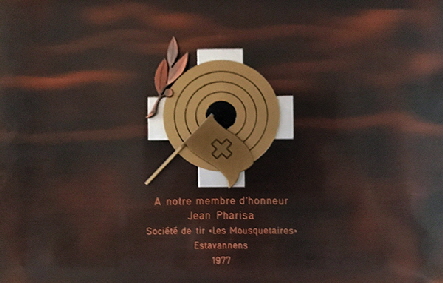 A notre membre d'honneur
Jean Pharisa
Société de tir «Les Mousquetaires»
Estavannens
1977